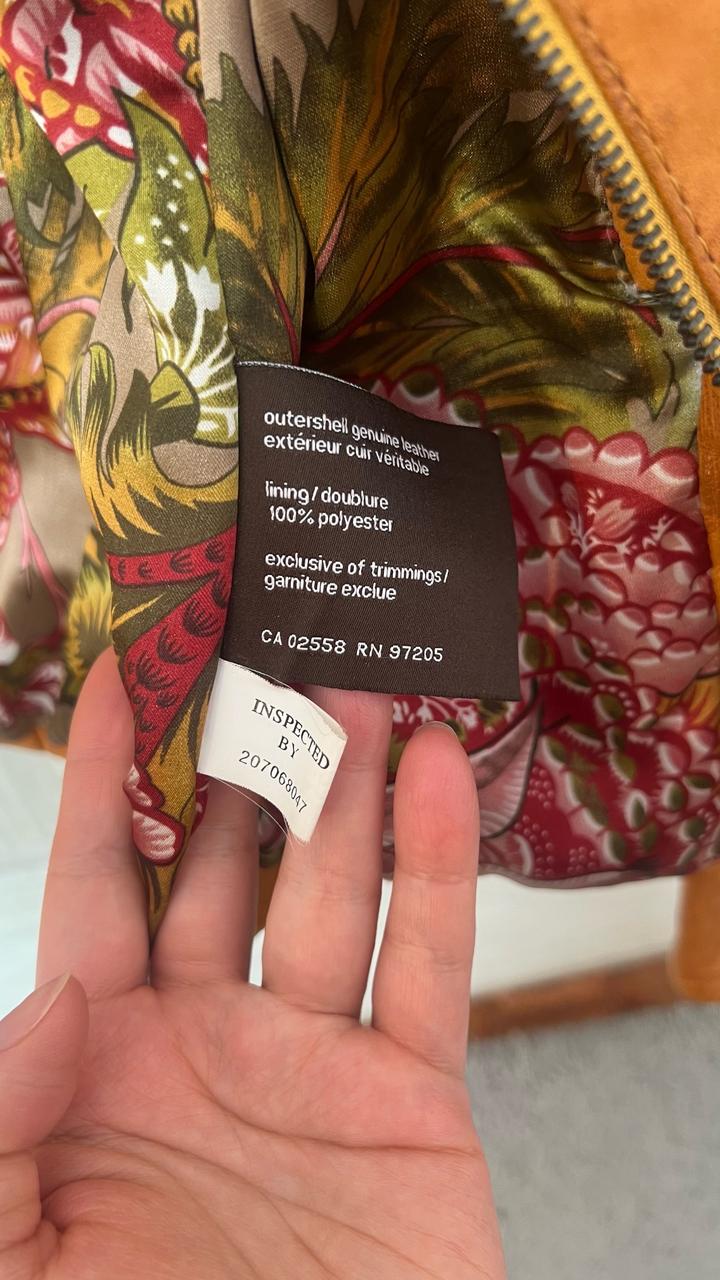 outershell genuine leather
extérieur cuir véritable
lining/doublure
100% polyester
exclusive of trimmings/
garniture exclue
CA 02558 RN 97205
INSPECTED
BY
207068047